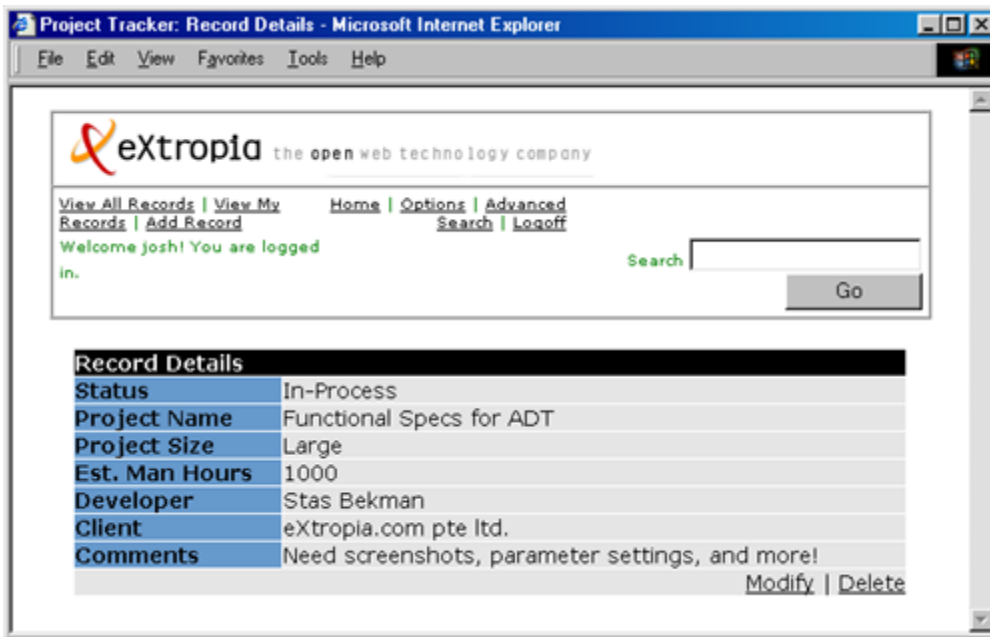 Project Tracker: Record Details - Microsoft Internet Explorer
File Edit View Favorites Tools Help
eXtropia the open web technology company
View All Records | View My Home | Options | Advanced
Records | Add Record Search | Logoff
Welcome josh! You are logged
in.
Search
Go
Record Details
Status In-Process
Project Name Functional Specs for ADT
Project Size Large
Est. Man Hours 1000
Developer Stas Bekman
Client eXtropia.com pte ltd.
Comments Need screenshots, parameter settings, and more!
Modify | Delete